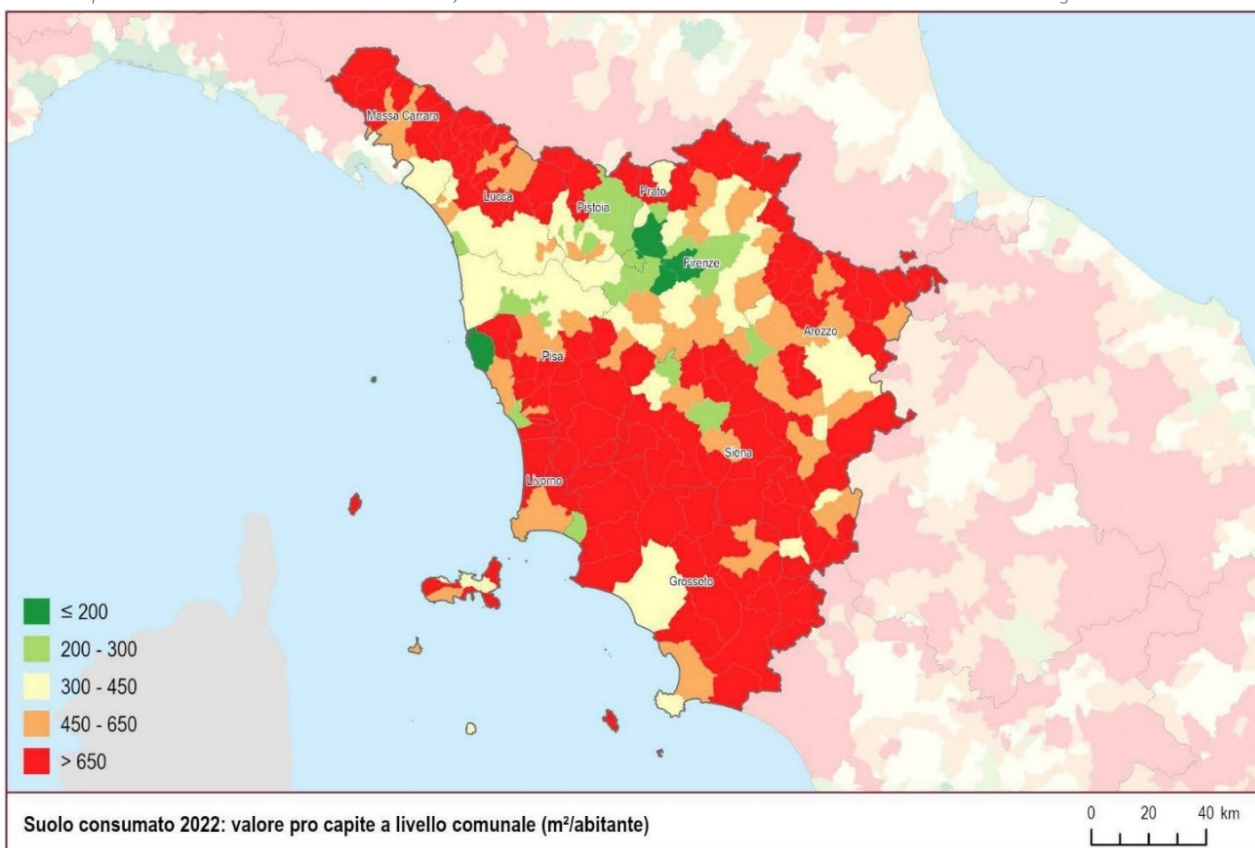 Massa Carrara
Lucca
Pistoia
Prato
Firenze
Arezzo
Pisa
Siena
Livorno
Grosseto
≤ 200
200 - 300
300 - 450
450 - 650
> 650
Suolo consumato 2022: valore pro capite a livello comunale (m²/abitante)
0 20 40 km